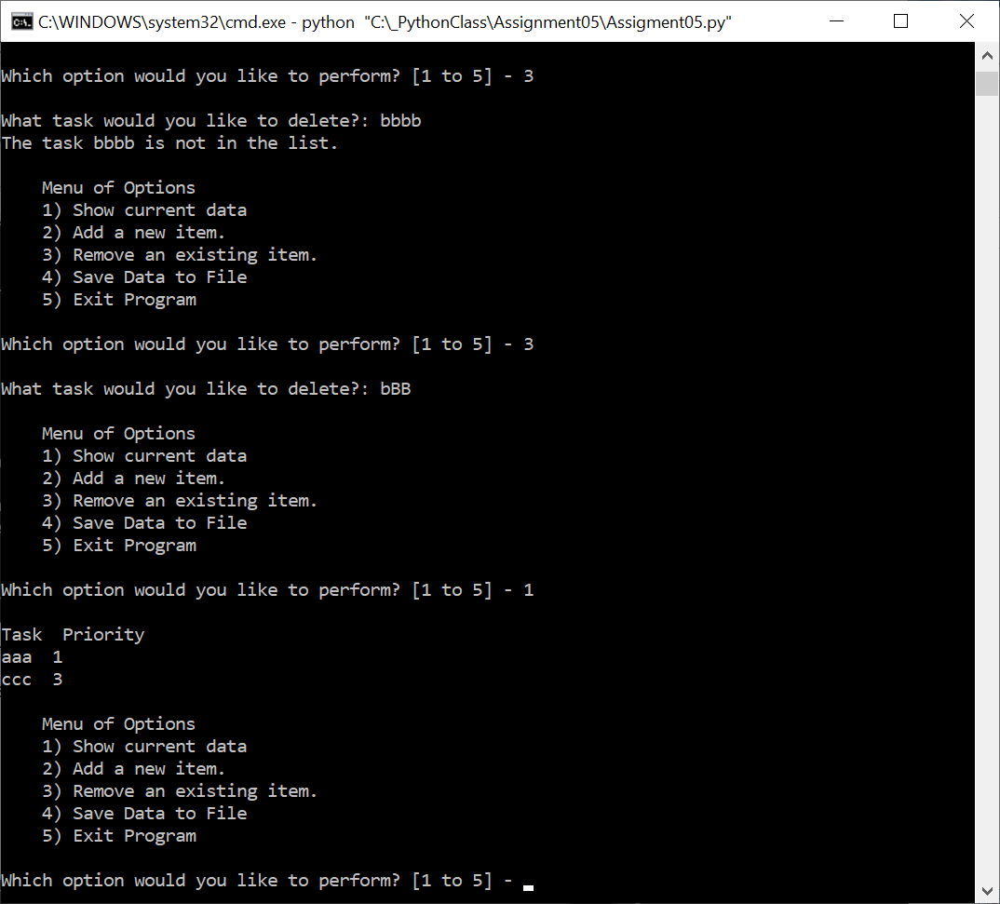 C:\WINDOWS\system32\cmd.exe - python  "C:\_PythonClass\Assignment05\Assigment05.py"
Which option would you like to perform? [1 to 5] - 3
What task would you like to delete?: bbbb
The task bbbb is not in the list.
Menu of Options
1) Show current data
2) Add a new item.
3) Remove an existing item.
4) Save Data to File
5) Exit Program
Which option would you like to perform? [1 to 5] - 3
What task would you like to delete?: bBB
Menu of Options
1) Show current data
2) Add a new item.
3) Remove an existing item.
4) Save Data to File
5) Exit Program
Which option would you like to perform? [1 to 5] - 1
Task  Priority
aaa  1
ccc  3
Menu of Options
1) Show current data
2) Add a new item.
3) Remove an existing item.
4) Save Data to File
5) Exit Program
Which option would you like to perform? [1 to 5] -